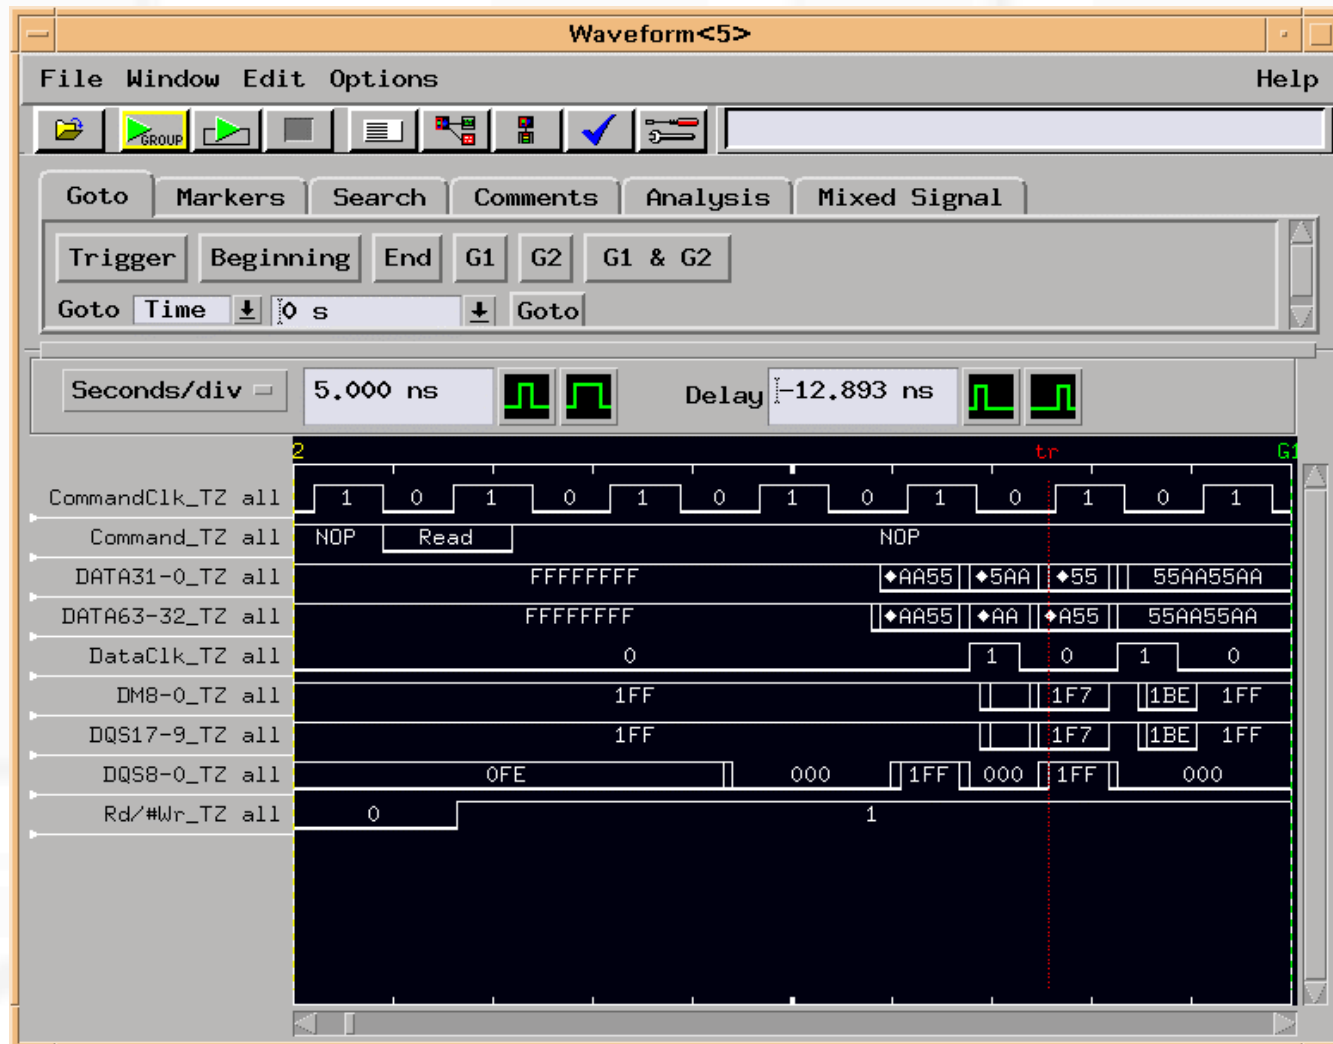 Waveform<5>
File Window Edit Options Help
GROUP
Goto Markers Search Comments Analysis Mixed Signal
Trigger Beginning End G1 G2 G1 & G2
Goto Time 0 s Goto
Seconds/div 5.000 ns Delay -12.893 ns
2 tr G1
CommandClk_TZ all 1 0 1 0 1 0 1 0 1 0 1 0 1
Command_TZ all NOP Read NOP
DATA31-0_TZ all FFFFFFFF ◆AA55 ◆5AA ◆55 55AA55AA
DATA63-32_TZ all FFFFFFFF ◆AA55 ◆AA ◆A55 55AA55AA
DataClk_TZ all 0 1 0 1 0
DM8-0_TZ all 1FF 1F7 1BE 1FF
DQS17-9_TZ all 1FF 1F7 1BE 1FF
DQS8-0_TZ all 0FE 000 1FF 000 1FF 000
Rd/#Wr_TZ all 0 1